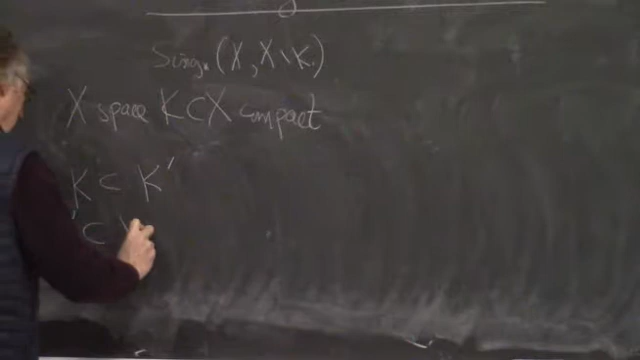 Sing. (X, X \ K)
X space K ⊂ X compact
K ⊂ K'
' ⊂